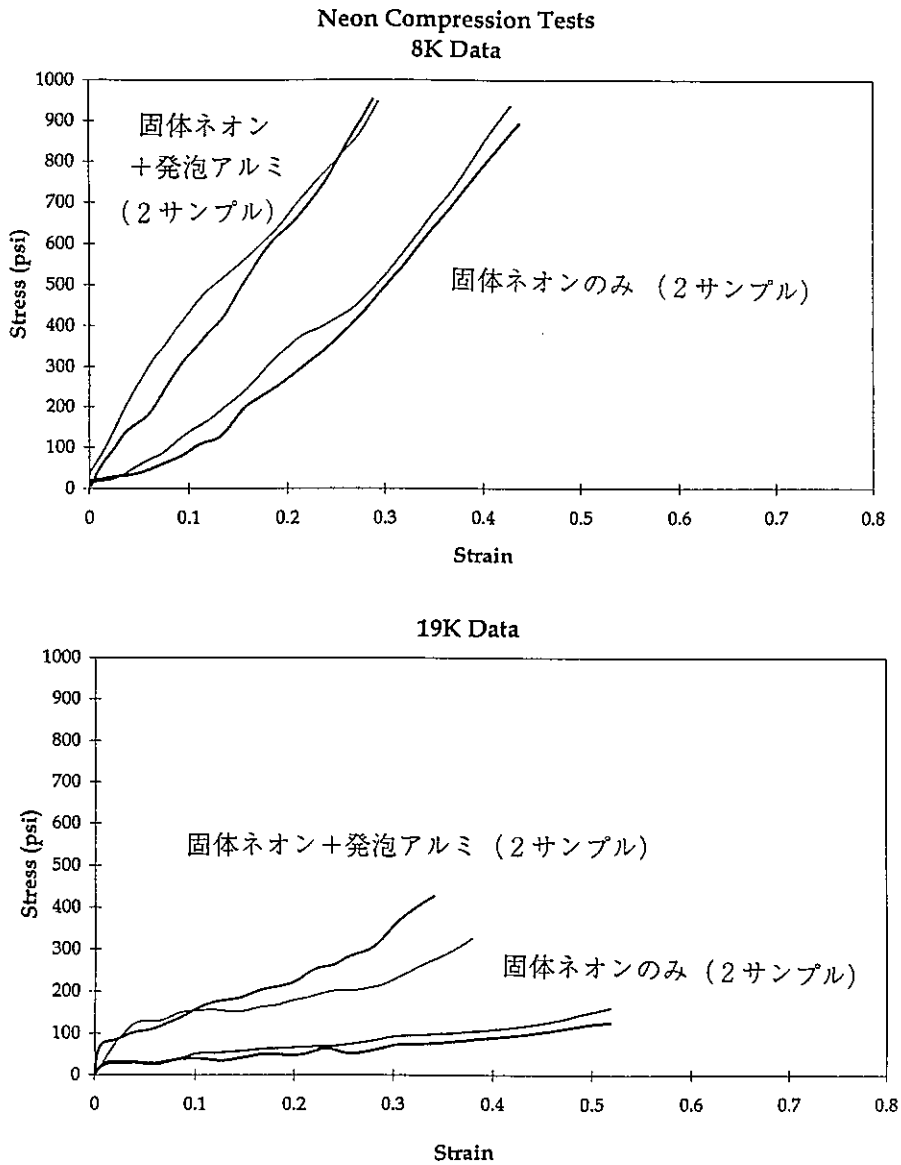 Neon Compression Tests
8K Data
1000
900
800
700
600
500
400
300
200
100
0
Stress (psi)
固体ネオン
＋発泡アルミ
（２サンプル）
固体ネオンのみ （２サンプル）
0 0.1 0.2 0.3 0.4 0.5 0.6 0.7 0.8
Strain
19K Data
1000
900
800
700
600
500
400
300
200
100
0
Stress (psi)
固体ネオン＋発泡アルミ（２サンプル）
固体ネオンのみ（２サンプル）
0 0.1 0.2 0.3 0.4 0.5 0.6 0.7 0.8
Strain